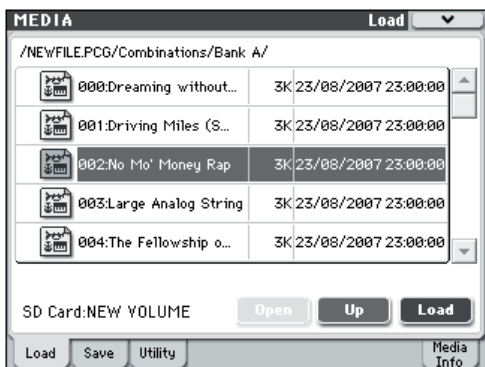 MEDIA Load
/NEWFILE.PCG/Combinations/Bank A/
000:Dreaming without... 3K 23/08/2007 23:00:00
001:Driving Miles (S... 3K 23/08/2007 23:00:00
002:No Mo' Money Rap 3K 23/08/2007 23:00:00
003:Large Analog String 3K 23/08/2007 23:00:00
004:The Fellowship o... 3K 23/08/2007 23:00:00
SD Card:NEW VOLUME Open Up Load
Load Save Utility Media Info